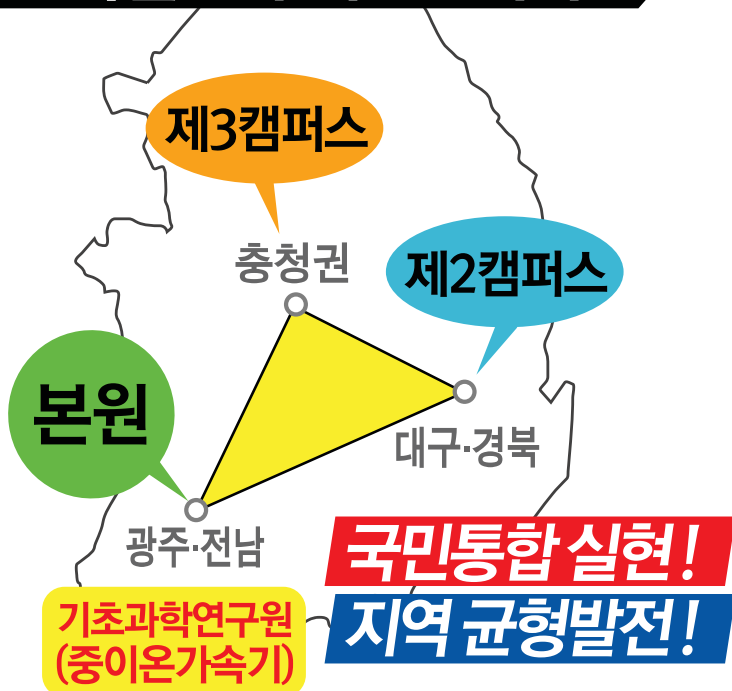 제3캠퍼스
충청권
제2캠퍼스
본원
대구·경북
광주·전남
국민통합 실현!
기초과학연구원
지역 균형발전!
(중이온가속기)